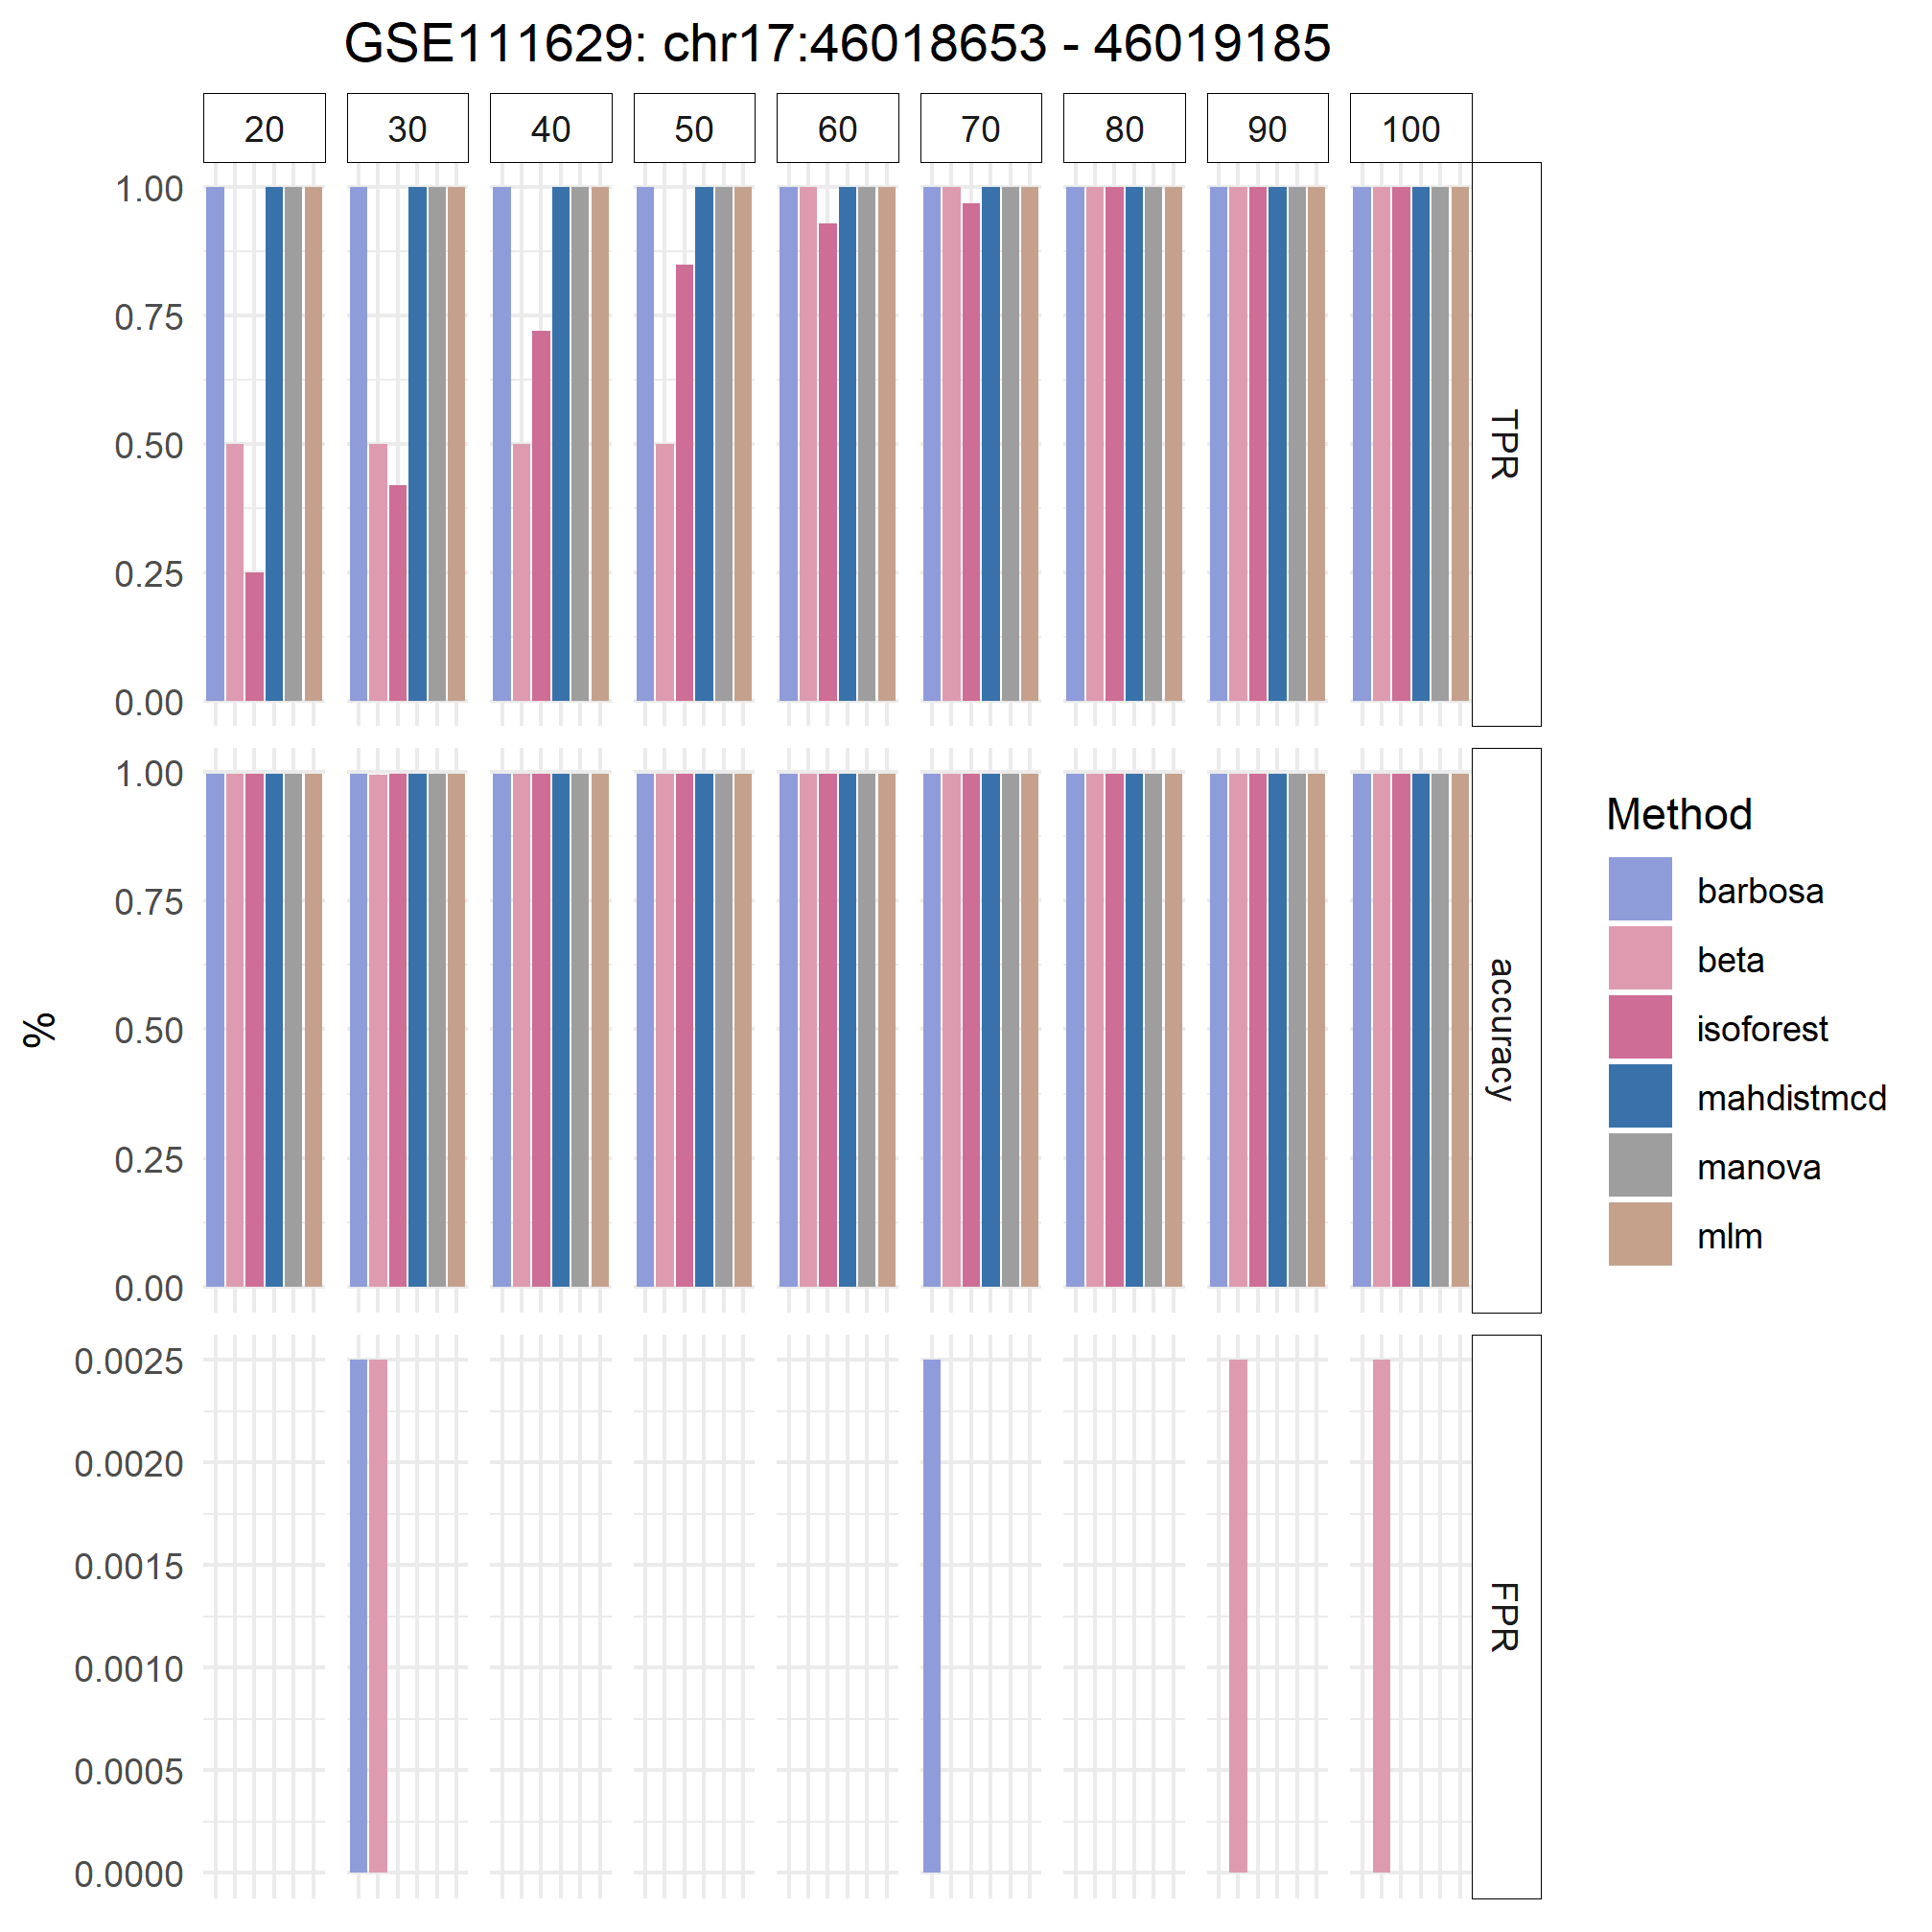 GSE111629: chr17:46018653 - 46019185
20 30 40 50 60 70 80 90 100
1.00
0.75
0.50
0.25
0.00
TPR
1.00
0.75
0.50
0.25
0.00
accuracy
0.0025
0.0020
0.0015
0.0010
0.0005
0.0000
FPR
%
Method
barbosa
beta
isoforest
mahdistmcd
manova
mlm